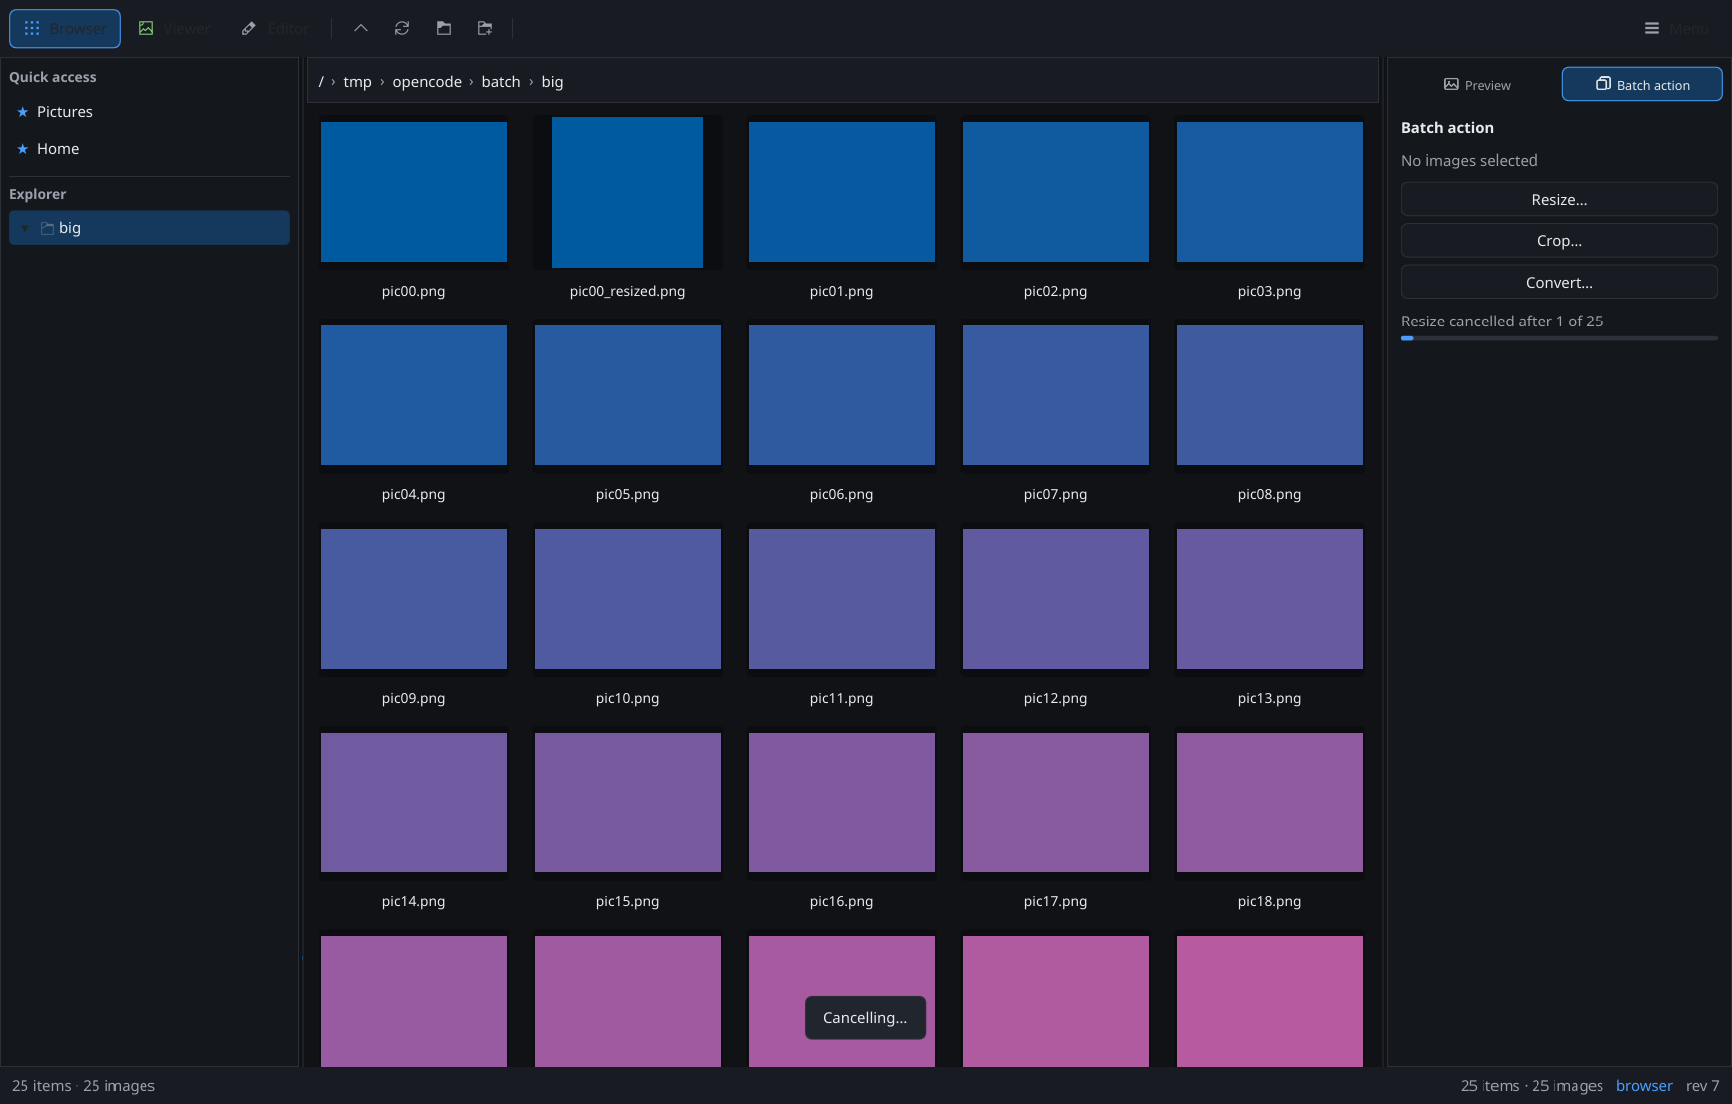 Browser Viewer Editor Menu
Quick access
Pictures
Home
Explorer
big
/ › tmp › opencode › batch › big
pic00.png pic00_resized.png pic01.png pic02.png pic03.png
pic04.png pic05.png pic06.png pic07.png pic08.png
pic09.png pic10.png pic11.png pic12.png pic13.png
pic14.png pic15.png pic16.png pic17.png pic18.png
Cancelling...
Preview Batch action
Batch action
No images selected
Resize...
Crop...
Convert...
Resize cancelled after 1 of 25
25 items · 25 images
25 items · 25 images browser rev 7